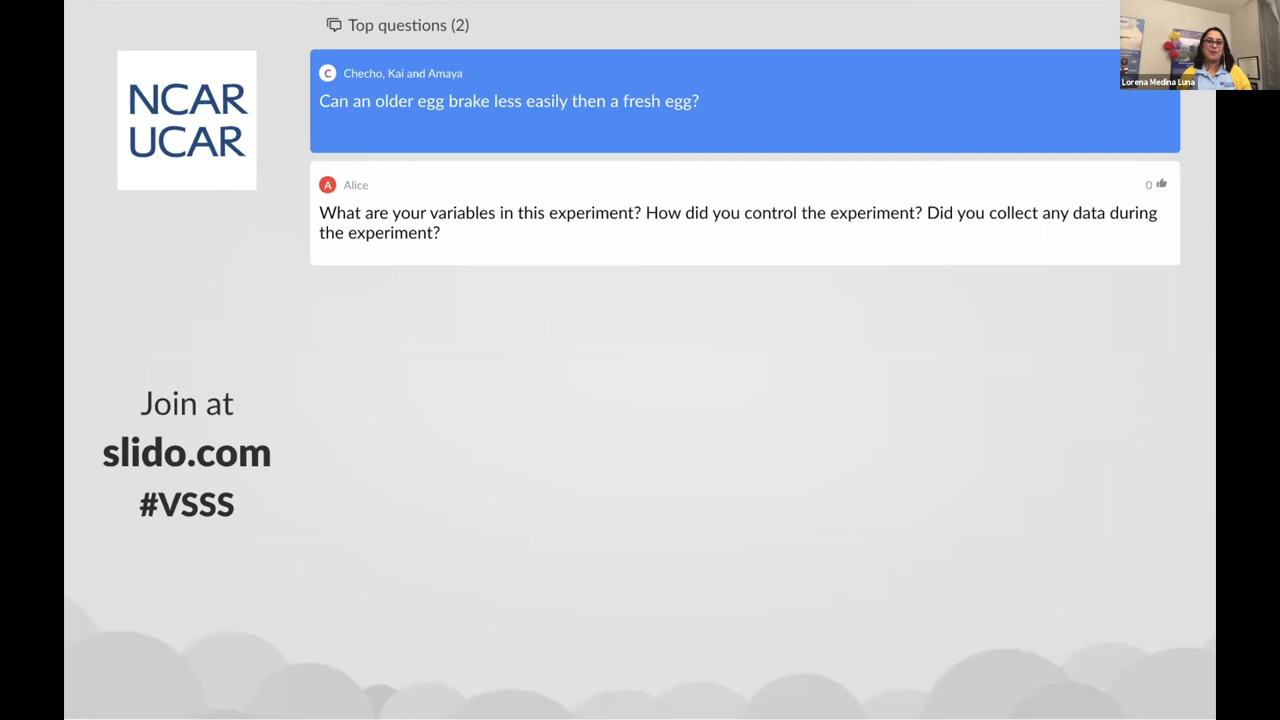 Top questions (2)
NCAR
UCAR
C Checho, Kai and Amaya
Can an older egg brake less easily then a fresh egg?
A Alice
0
What are your variables in this experiment? How did you control the experiment? Did you collect any data during
the experiment?
Join at
slido.com
#VSSS
Lorena Medina Luna